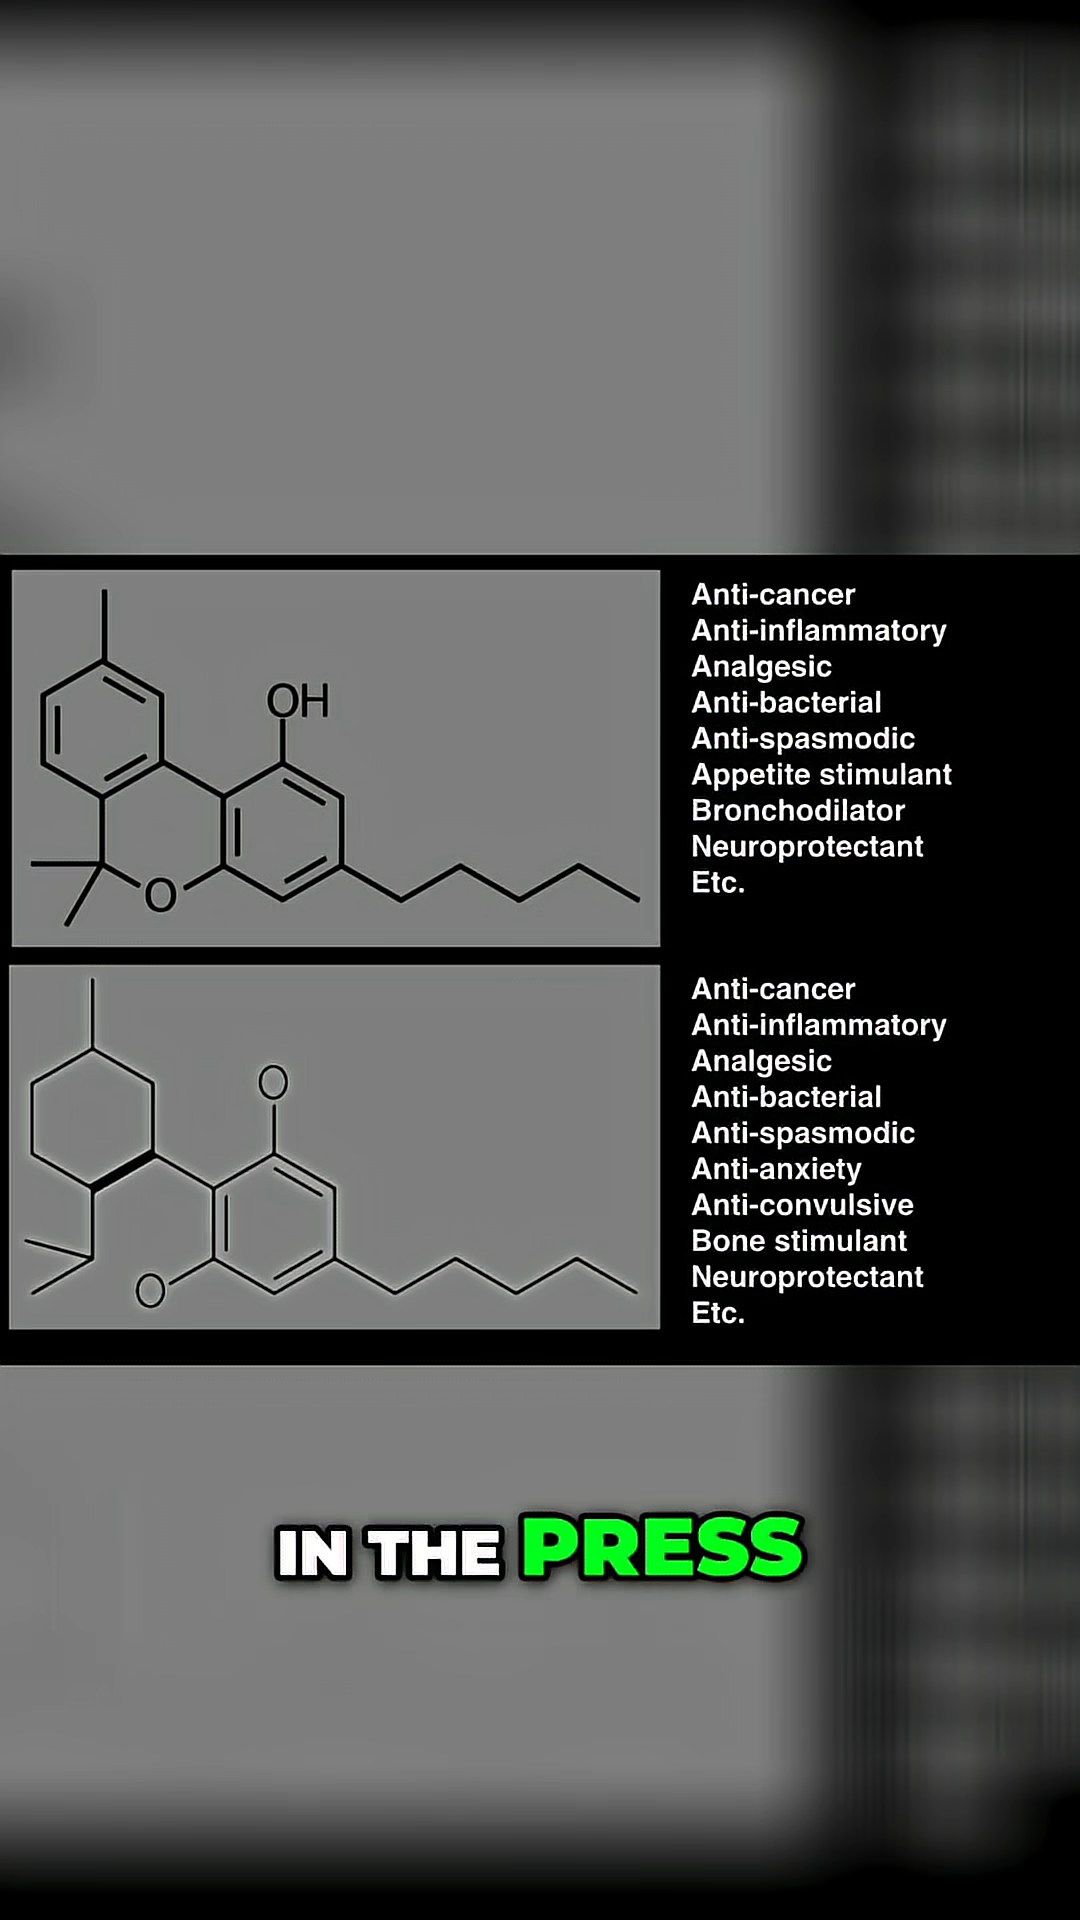 OH
O
Anti-cancer
Anti-inflammatory
Analgesic
Anti-bacterial
Anti-spasmodic
Appetite stimulant
Bronchodilator
Neuroprotectant
Etc.
O
O
Anti-cancer
Anti-inflammatory
Analgesic
Anti-bacterial
Anti-spasmodic
Anti-anxiety
Anti-convulsive
Bone stimulant
Neuroprotectant
Etc.
IN THE PRESS